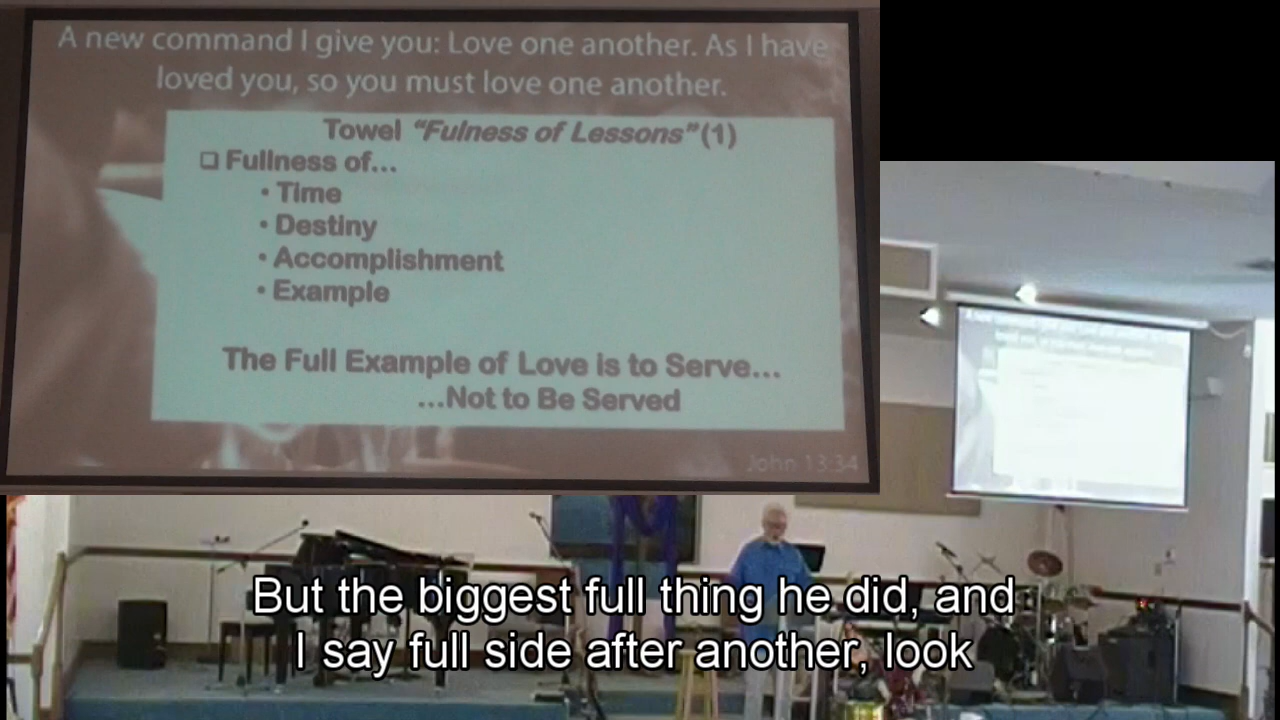 A new command I give you: Love one another. As I have
loved you, so you must love one another.
Towel “Fulness of Lessons”(1)
❑ Fullness of...
• Time
• Destiny
• Accomplishment
• Example
The Full Example of Love is to Serve...
...Not to Be Served
John 13:34
But the biggest full thing he did, and
I say full side after another, look